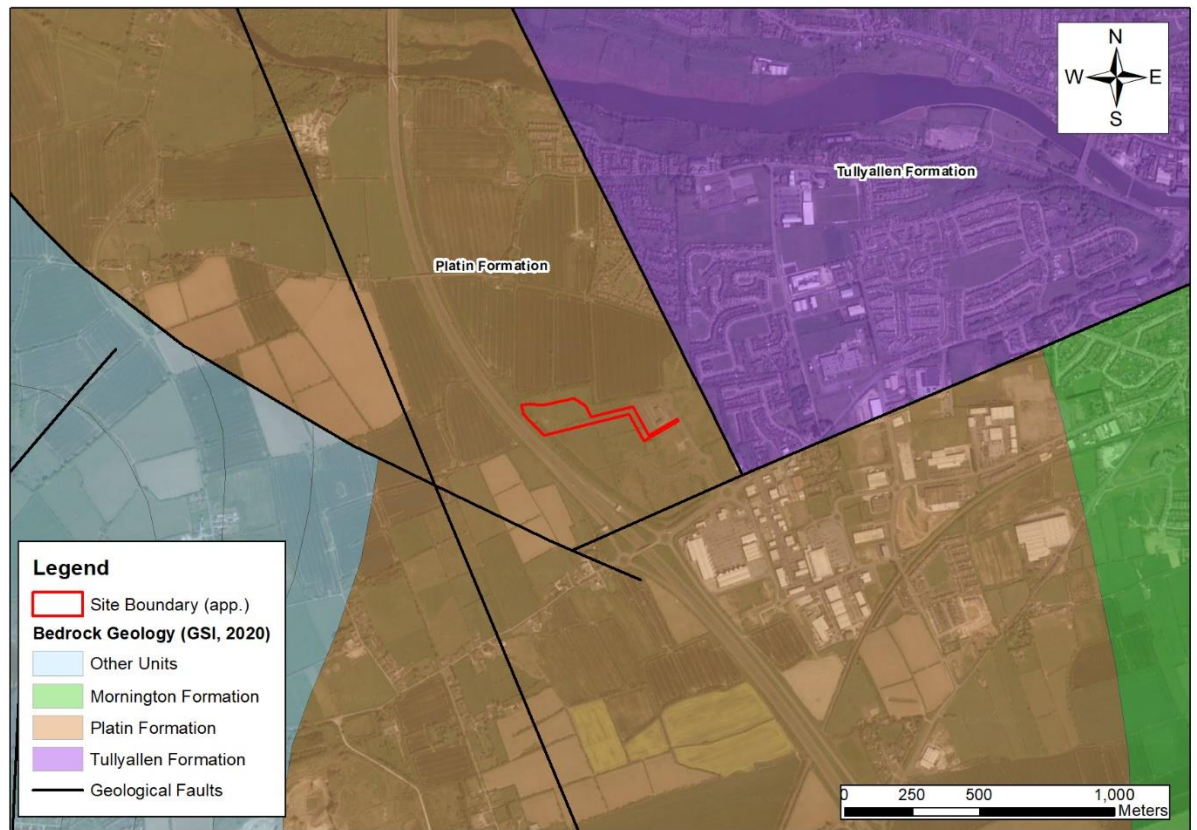 N
W E
S
Tullyallen Formation
Platin Formation
Legend
Site Boundary (app.)
Bedrock Geology (GSI, 2020)
Other Units
Mornington Formation
Platin Formation
Tullyallen Formation
Geological Faults
0 250 500 1,000
Meters